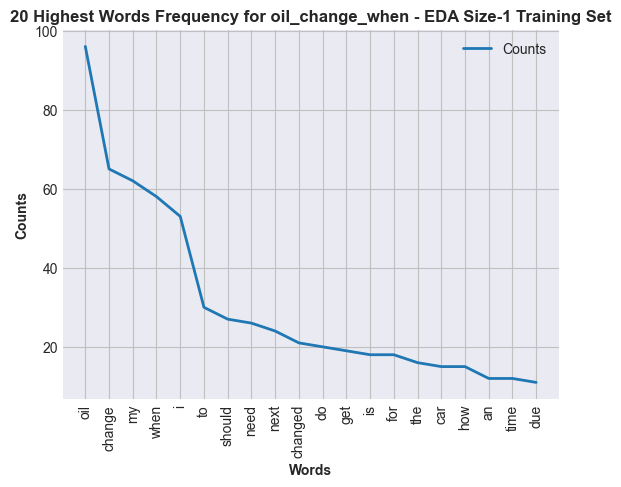 20 Highest Words Frequency for oil_change_when - EDA Size-1 Training Set
Counts
100
80
60
40
20
Counts
oil
change
my
when
i
to
should
need
next
changed
do
get
is
for
the
car
how
an
time
due
Words